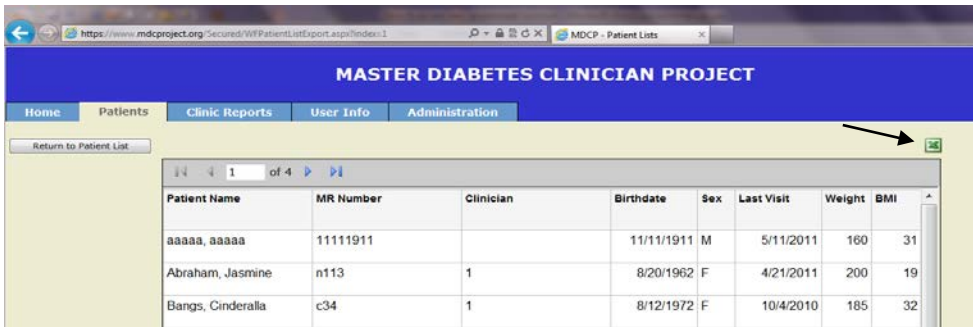 https://www.mdcproject.org/Secured/WFPatientListExport.aspx?index=1 MDCP - Patient Lists
MASTER DIABETES CLINICIAN PROJECT
Home Patients Clinic Reports User Info Administration
Return to Patient List
1 of 4
Patient Name MR Number Clinician Birthdate Sex Last Visit Weight BMI
aaaaa, aaaaa 11111911 11/11/1911 M 5/11/2011 160 31
Abraham, Jasmine n113 1 8/20/1962 F 4/21/2011 200 19
Bangs, Cinderalla c34 1 8/12/1972 F 10/4/2010 185 32